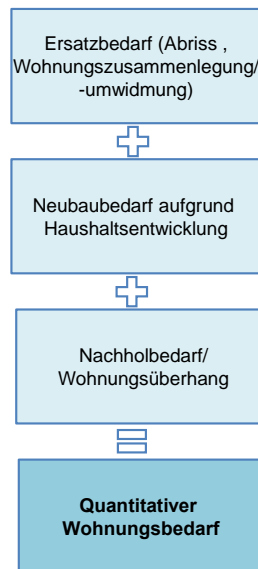 Ersatzbedarf (Abriss ,
Wohnungszusammenlegung/
-umwidmung)
Neubaubedarf aufgrund
Haushaltsentwicklung
Nachholbedarf/
Wohnungsüberhang
Quantitativer
Wohnungsbedarf